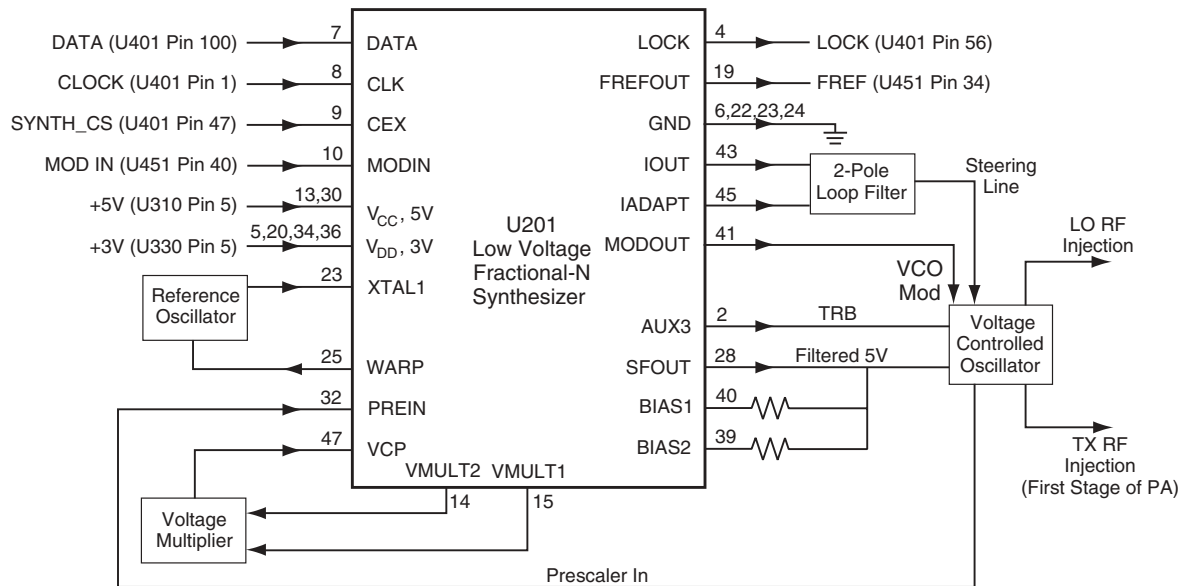 DATA (U401 Pin 100)
7
DATA
CLOCK (U401 Pin 1)
8
CLK
SYNTH_CS (U401 Pin 47)
9
CEX
MOD IN (U451 Pin 40)
10
MODIN
+5V (U310 Pin 5)
13,30
VCC, 5V
+3V (U330 Pin 5)
5,20,34,36
VDD, 3V
Reference
Oscillator
23
XTAL1
25
WARP
32
PREIN
47
VCP
VMULT2
VMULT1
14
15
Voltage
Multiplier
U201
Low Voltage
Fractional-N
Synthesizer
LOCK
4
LOCK (U401 Pin 56)
FREFOUT
19
FREF (U451 Pin 34)
GND
6,22,23,24
IOUT
43
IADAPT
45
2-Pole
Loop Filter
Steering
Line
MODOUT
41
VCO
Mod
LO RF
Injection
AUX3
2
TRB
SFOUT
28
Filtered 5V
Voltage
Controlled
Oscillator
BIAS1
40
BIAS2
39
TX RF
Injection
(First Stage of PA)
Prescaler In